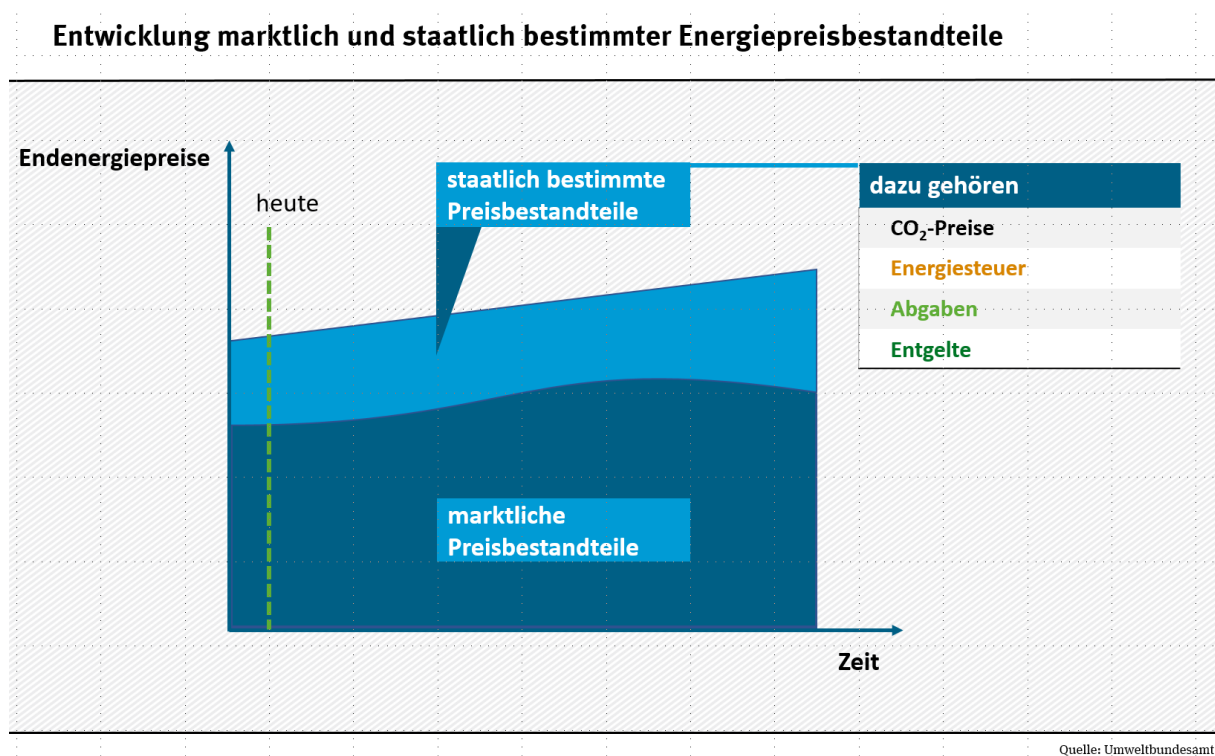 Entwicklung marktlich und staatlich bestimmter Energiepreisbestandteile
Endenergiepreise
heute
staatlich bestimmte
Preisbestandteile
dazu gehören
CO₂-Preise
Energiesteuer
Abgaben
Entgelte
marktliche
Preisbestandteile
Zeit
Quelle: Umweltbundesamt